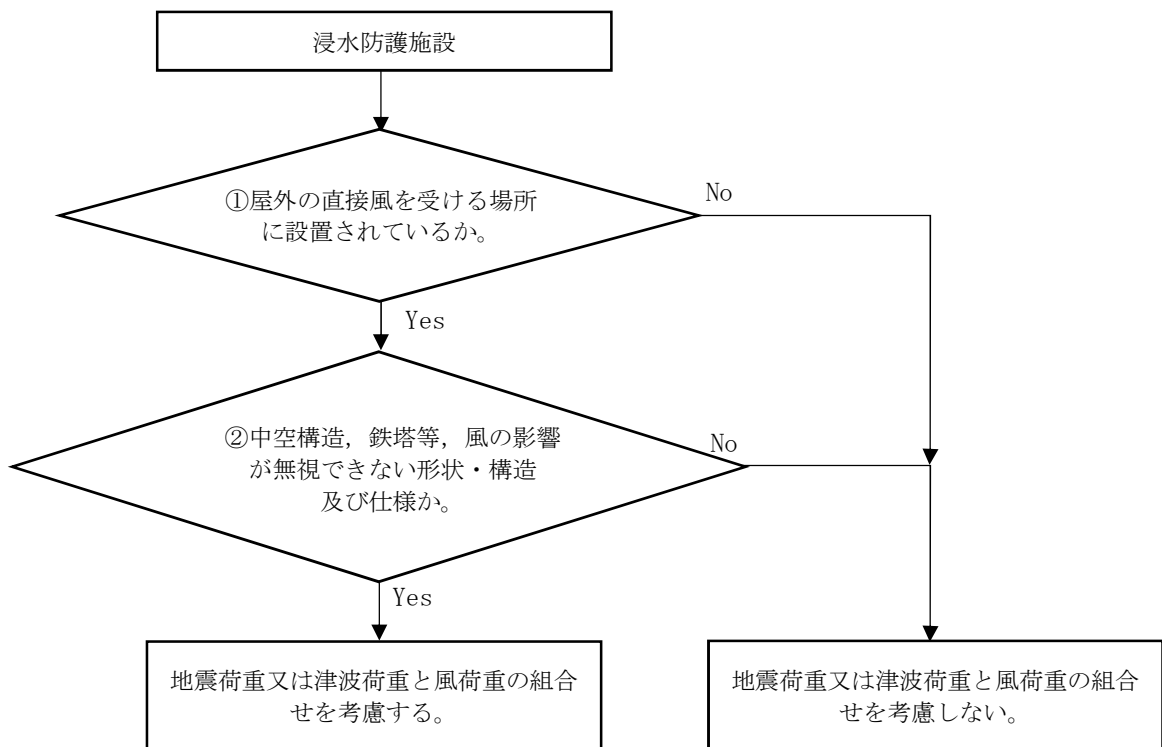 浸水防護施設
①屋外の直接風を受ける場所
に設置されているか。
No
Yes
②中空構造，鉄塔等，風の影響
が無視できない形状・構造
及び仕様か。
No
Yes
地震荷重又は津波荷重と風荷重の組合
せを考慮する。
地震荷重又は津波荷重と風荷重の組合
せを考慮しない。